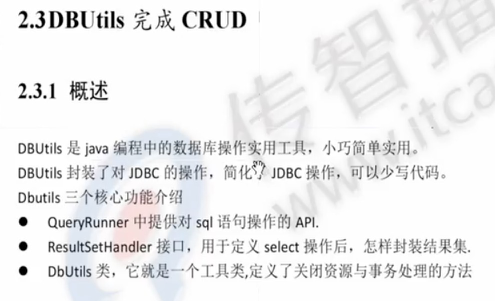 2.3DBUtils 完成 CRUD
2.3.1 概述
DBUtils 是 java 编程中的数据库操作实用工具，小巧简单实用。
DBUtils 封装了对 JDBC 的操作，简化了 JDBC 操作，可以少写代码。
Dbutils 三个核心功能介绍
● QueryRunner 中提供对 sql 语句操作的 API.
● ResultSetHandler 接口，用于定义 select 操作后，怎样封装结果集.
● DbUtils 类，它就是一个工具类,定义了关闭资源与事务处理的方法
传智播
www.itcas